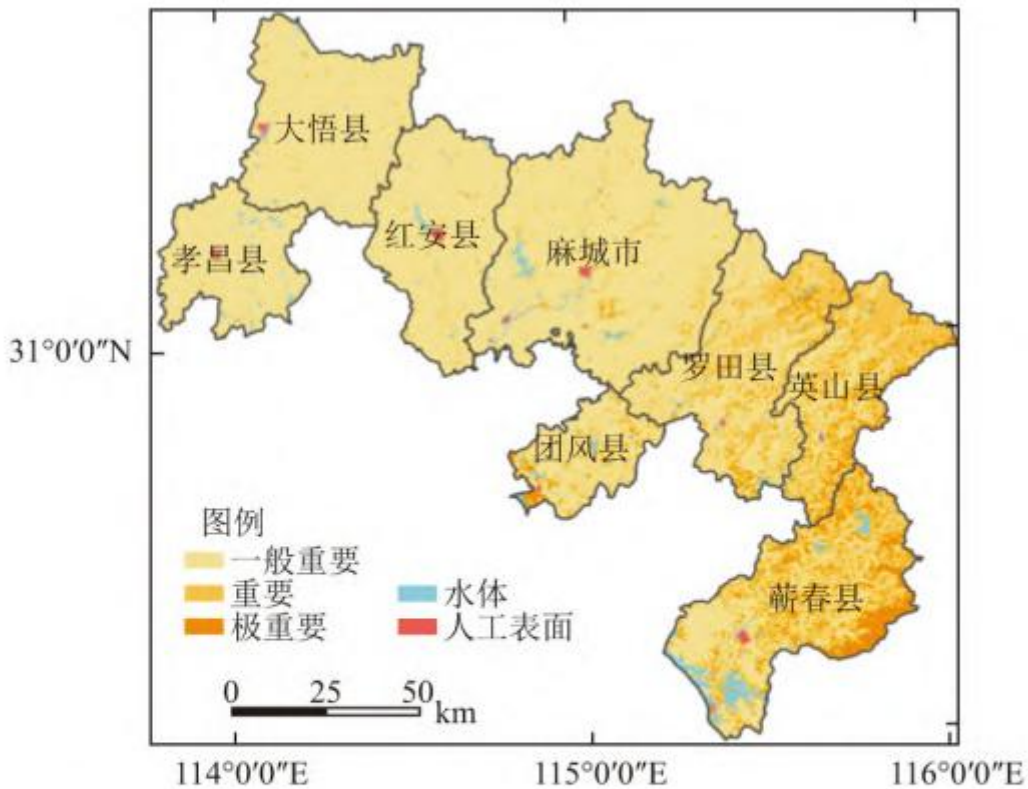 大悟县
孝昌县
红安县
麻城市
31°0′0″N
罗田县
英山县
团风县
蕲春县
图例
一般重要
重要
极重要
水体
人工表面
0 25 50
km
114°0′0″E 115°0′0″E 116°0′0″E